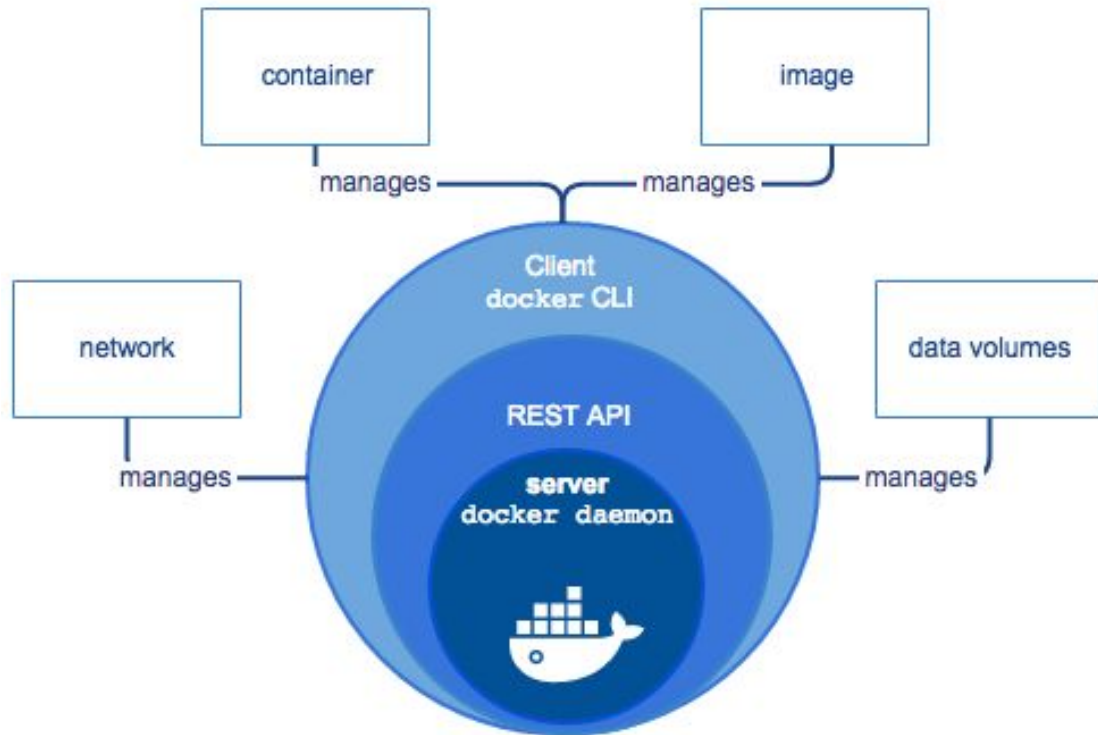 container
image
manages
manages
Client
docker CLI
network
data volumes
REST API
manages
manages
server
docker daemon